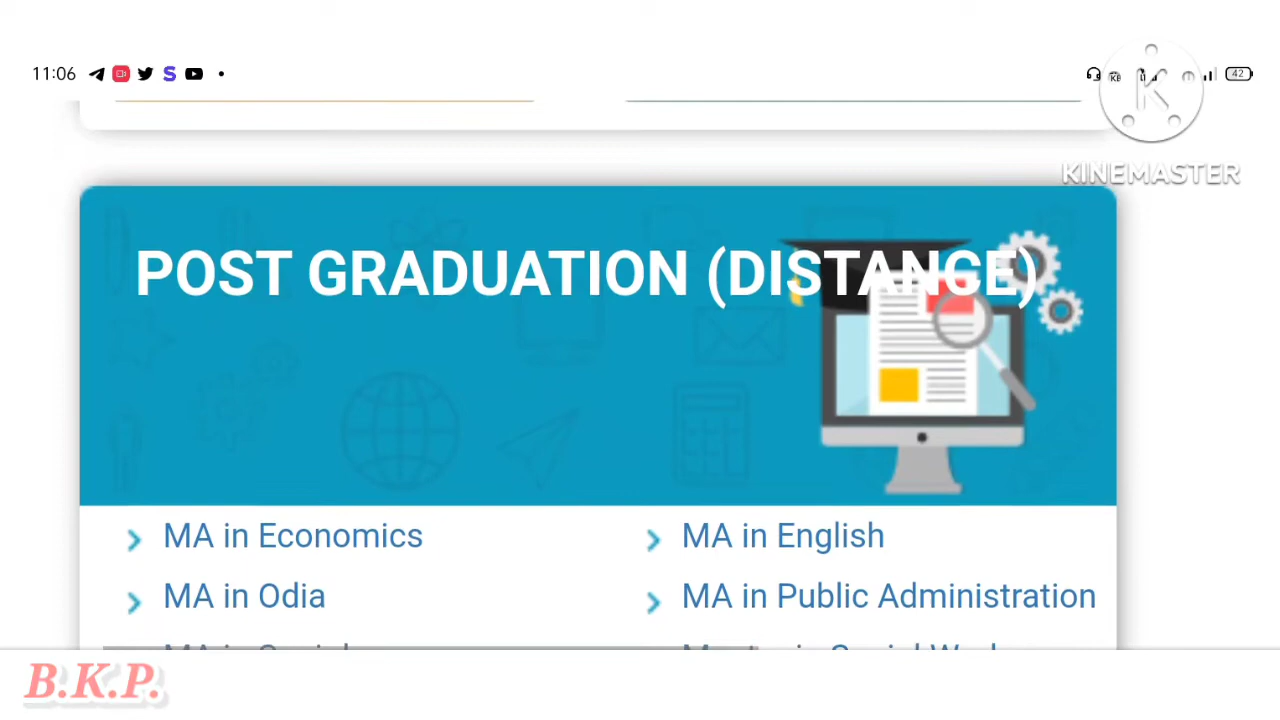 11:06
42
KINEMASTER
POST GRADUATION (DISTANCE)
MA in Economics
MA in English
MA in Odia
MA in Public Administration
B.K.P.